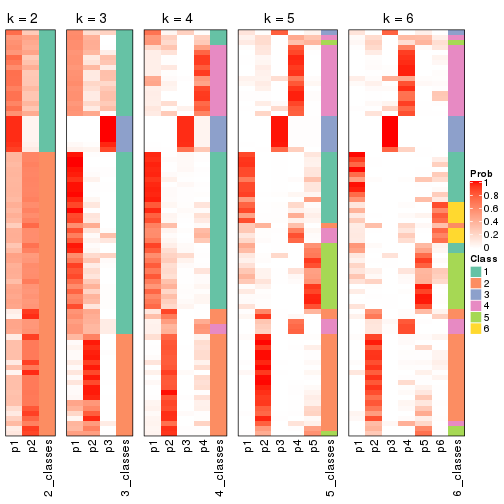 k = 2
k = 3
k = 4
k = 5
k = 6
Prob
1
0.8
0.6
0.4
0.2
0
Class
1
2
3
4
5
6
p1
p2
2_classes
p1
p2
p3
3_classes
p1
p2
p3
p4
4_classes
p1
p2
p3
p4
p5
5_classes
p1
p2
p3
p4
p5
p6
6_classes